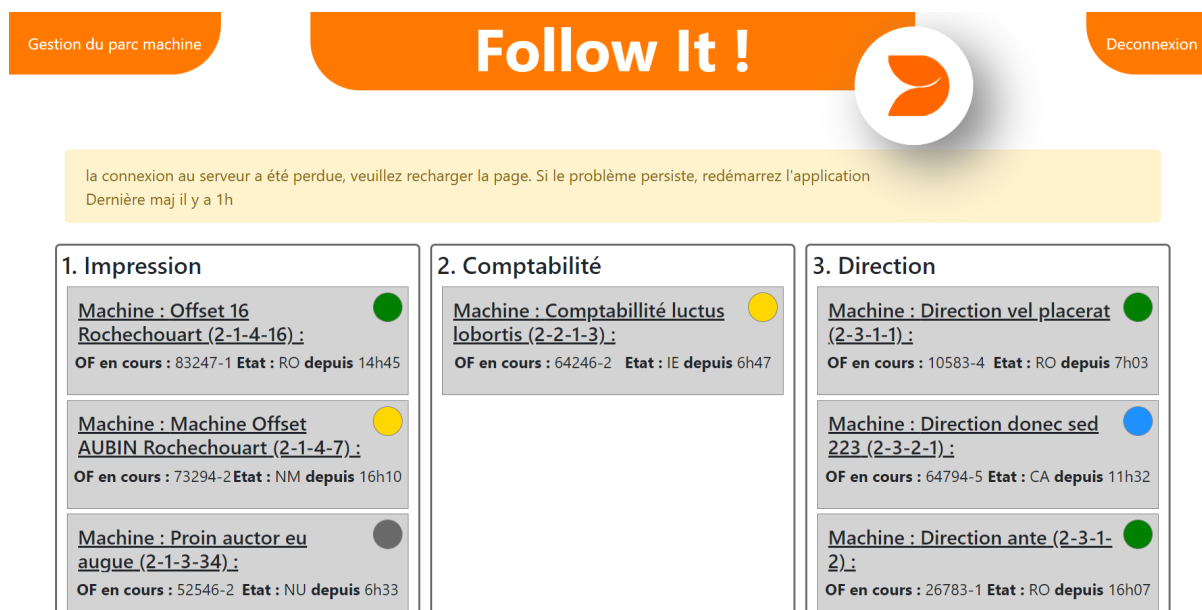 Gestion du parc machine
Follow It !
Deconnexion
la connexion au serveur a été perdue, veuillez recharger la page. Si le problème persiste, redémarrez l'application
Dernière maj il y a 1h
1. Impression
Machine : Offset 16
Rochechouart (2-1-4-16) :
OF en cours : 83247-1 Etat : RO depuis 14h45
Machine : Machine Offset
AUBIN Rochechouart (2-1-4-7) :
OF en cours : 73294-2 Etat : NM depuis 16h10
Machine : Proin auctor eu
augue (2-1-3-34) :
OF en cours : 52546-2 Etat : NU depuis 6h33
2. Comptabilité
Machine : Comptabillité luctus
lobortis (2-2-1-3) :
OF en cours : 64246-2 Etat : IE depuis 6h47
3. Direction
Machine : Direction vel placerat
(2-3-1-1) :
OF en cours : 10583-4 Etat : RO depuis 7h03
Machine : Direction donec sed
223 (2-3-2-1) :
OF en cours : 64794-5 Etat : CA depuis 11h32
Machine : Direction ante (2-3-1-
2) :
OF en cours : 26783-1 Etat : RO depuis 16h07